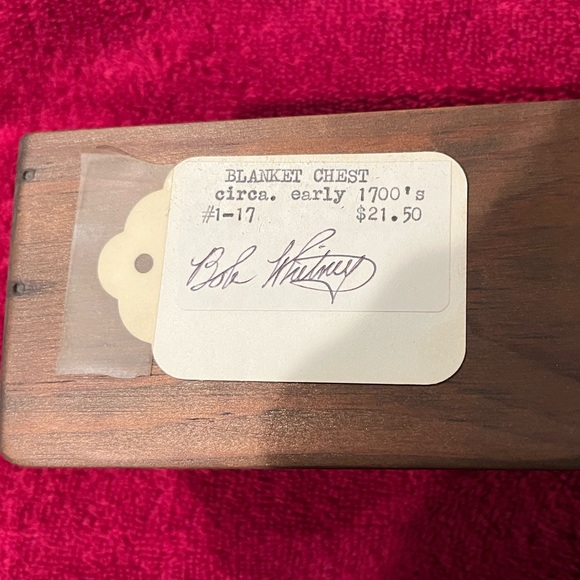 BLANKET CHEST
circa. early 1700's
#1-17 $21.50
Bob Whitney